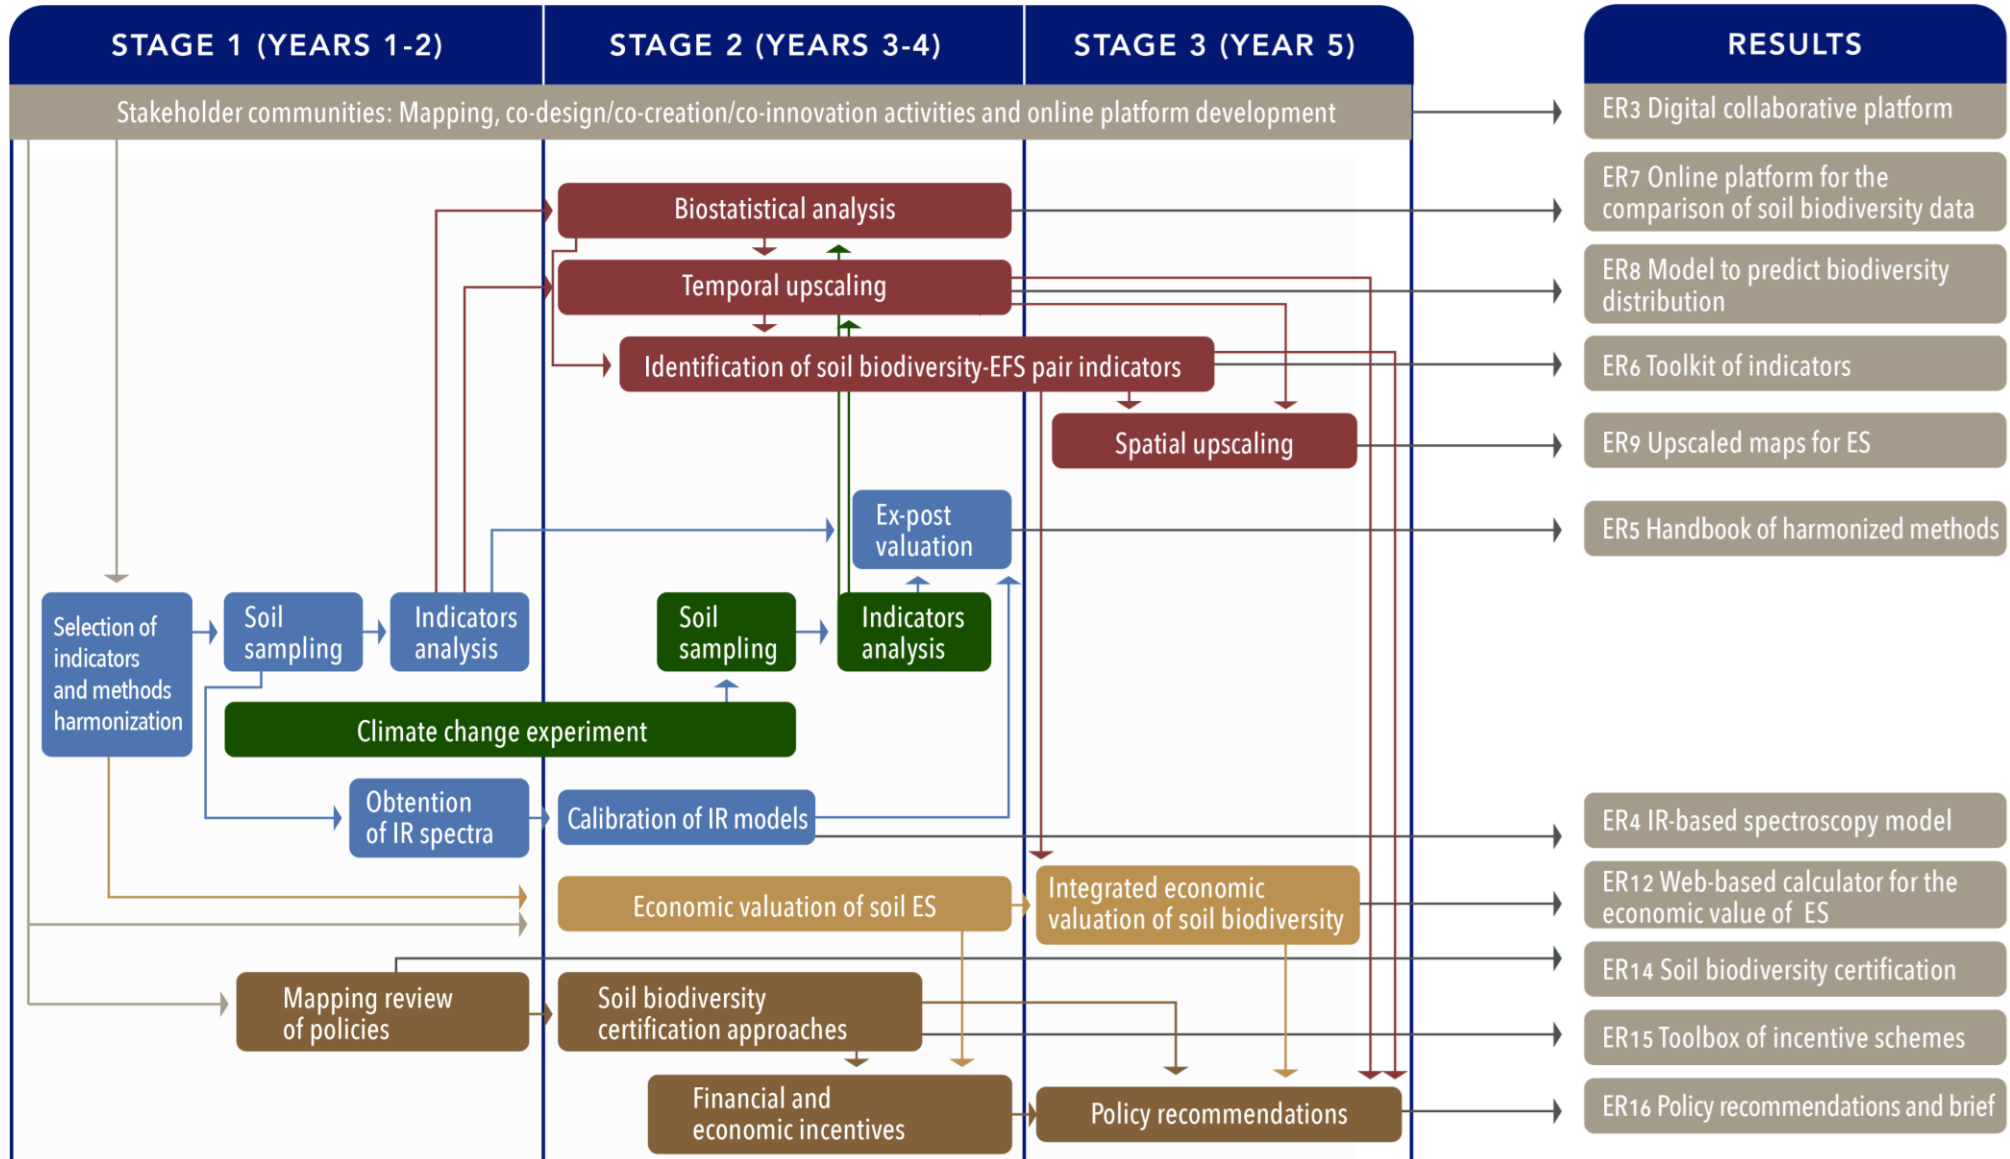 STAGE 1 (YEARS 1-2)
STAGE 2 (YEARS 3-4)
STAGE 3 (YEAR 5)
RESULTS
Stakeholder communities: Mapping, co-design/co-creation/co-innovation activities and online platform development
ER3 Digital collaborative platform
Biostatistical analysis
ER7 Online platform for the
comparison of soil biodiversity data
Temporal upscaling
ER8 Model to predict biodiversity
distribution
Identification of soil biodiversity-EFS pair indicators
ER6 Toolkit of indicators
Spatial upscaling
ER9 Upscaled maps for ES
Ex-post
valuation
ER5 Handbook of harmonized methods
Selection of
indicators
and methods
harmonization
Soil
sampling
Indicators
analysis
Soil
sampling
Indicators
analysis
Climate change experiment
Obtention
of IR spectra
Calibration of IR models
ER4 IR-based spectroscopy model
Economic valuation of soil ES
Integrated economic
valuation of soil biodiversity
ER12 Web-based calculator for the
economic value of ES
Mapping review
of policies
Soil biodiversity
certification approaches
ER14 Soil biodiversity certification
ER15 Toolbox of incentive schemes
Financial and
economic incentives
Policy recommendations
ER16 Policy recommendations and brief